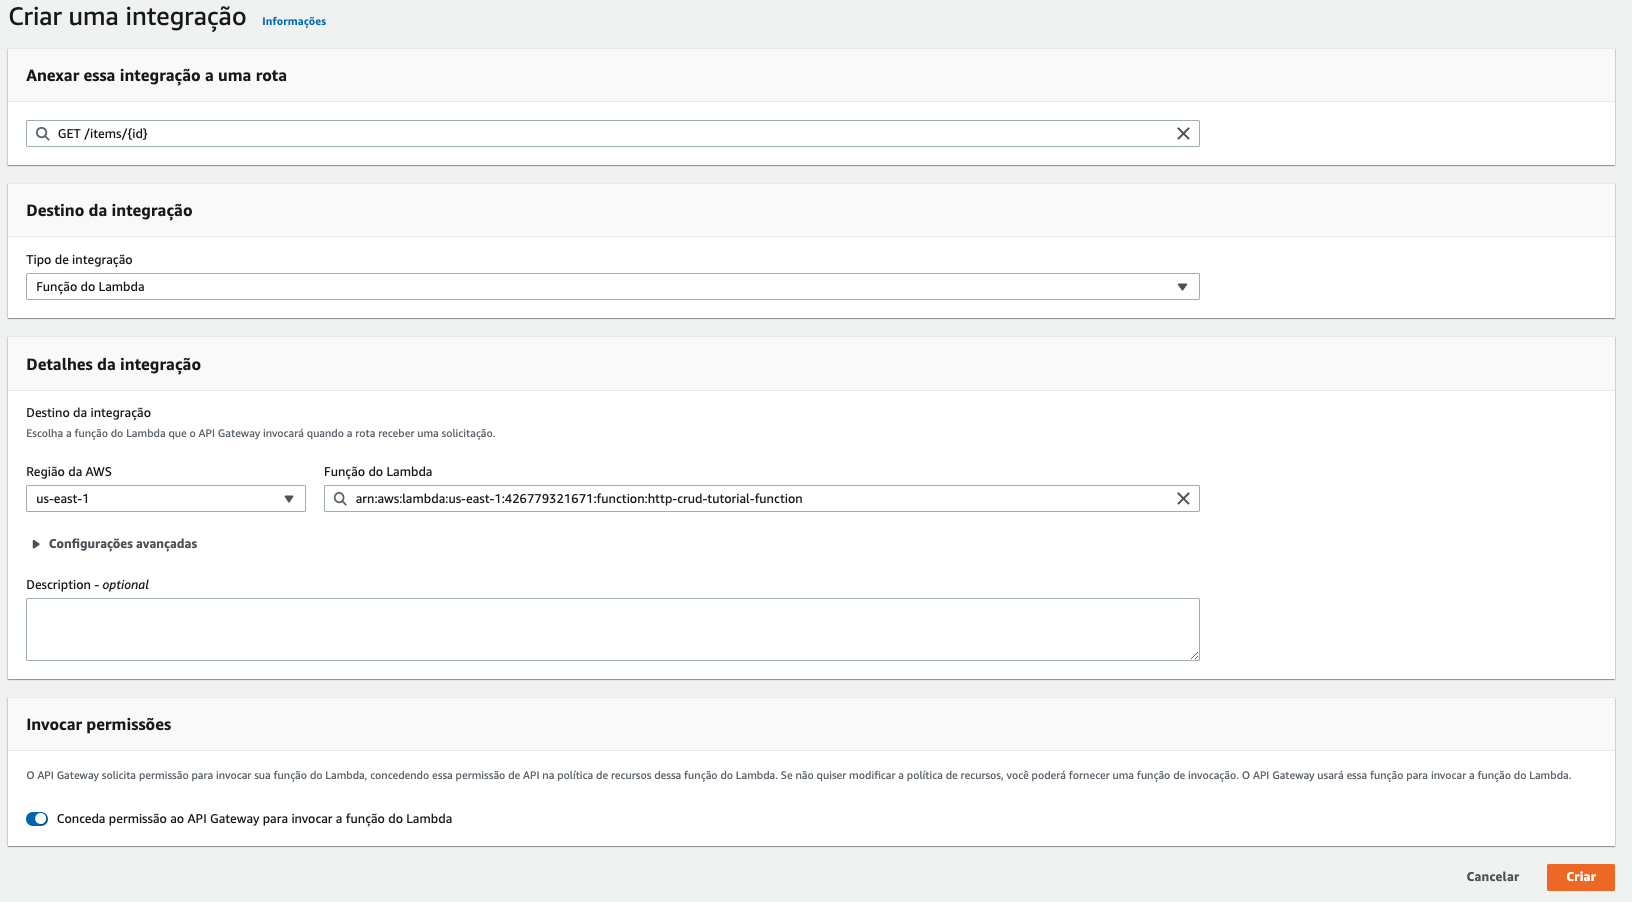 Criar uma integração Informações
Anexar essa integração a uma rota
GET /items/{id}
Destino da integração
Tipo de integração
Função do Lambda
Detalhes da integração
Destino da integração
Escolha a função do Lambda que o API Gateway invocará quando a rota receber uma solicitação.
Região da AWS Função do Lambda
us-east-1 arn:aws:lambda:us-east-1:426779321671:function:http-crud-tutorial-function
Configurações avançadas
Description - optional
Invocar permissões
O API Gateway solicita permissão para invocar sua função do Lambda, concedendo essa permissão de API na política de recursos dessa função do Lambda. Se não quiser modificar a política de recursos, você poderá fornecer uma função de invocação. O API Gateway usará essa função para invocar a função do Lambda.
Conceda permissão ao API Gateway para invocar a função do Lambda
Cancelar Criar